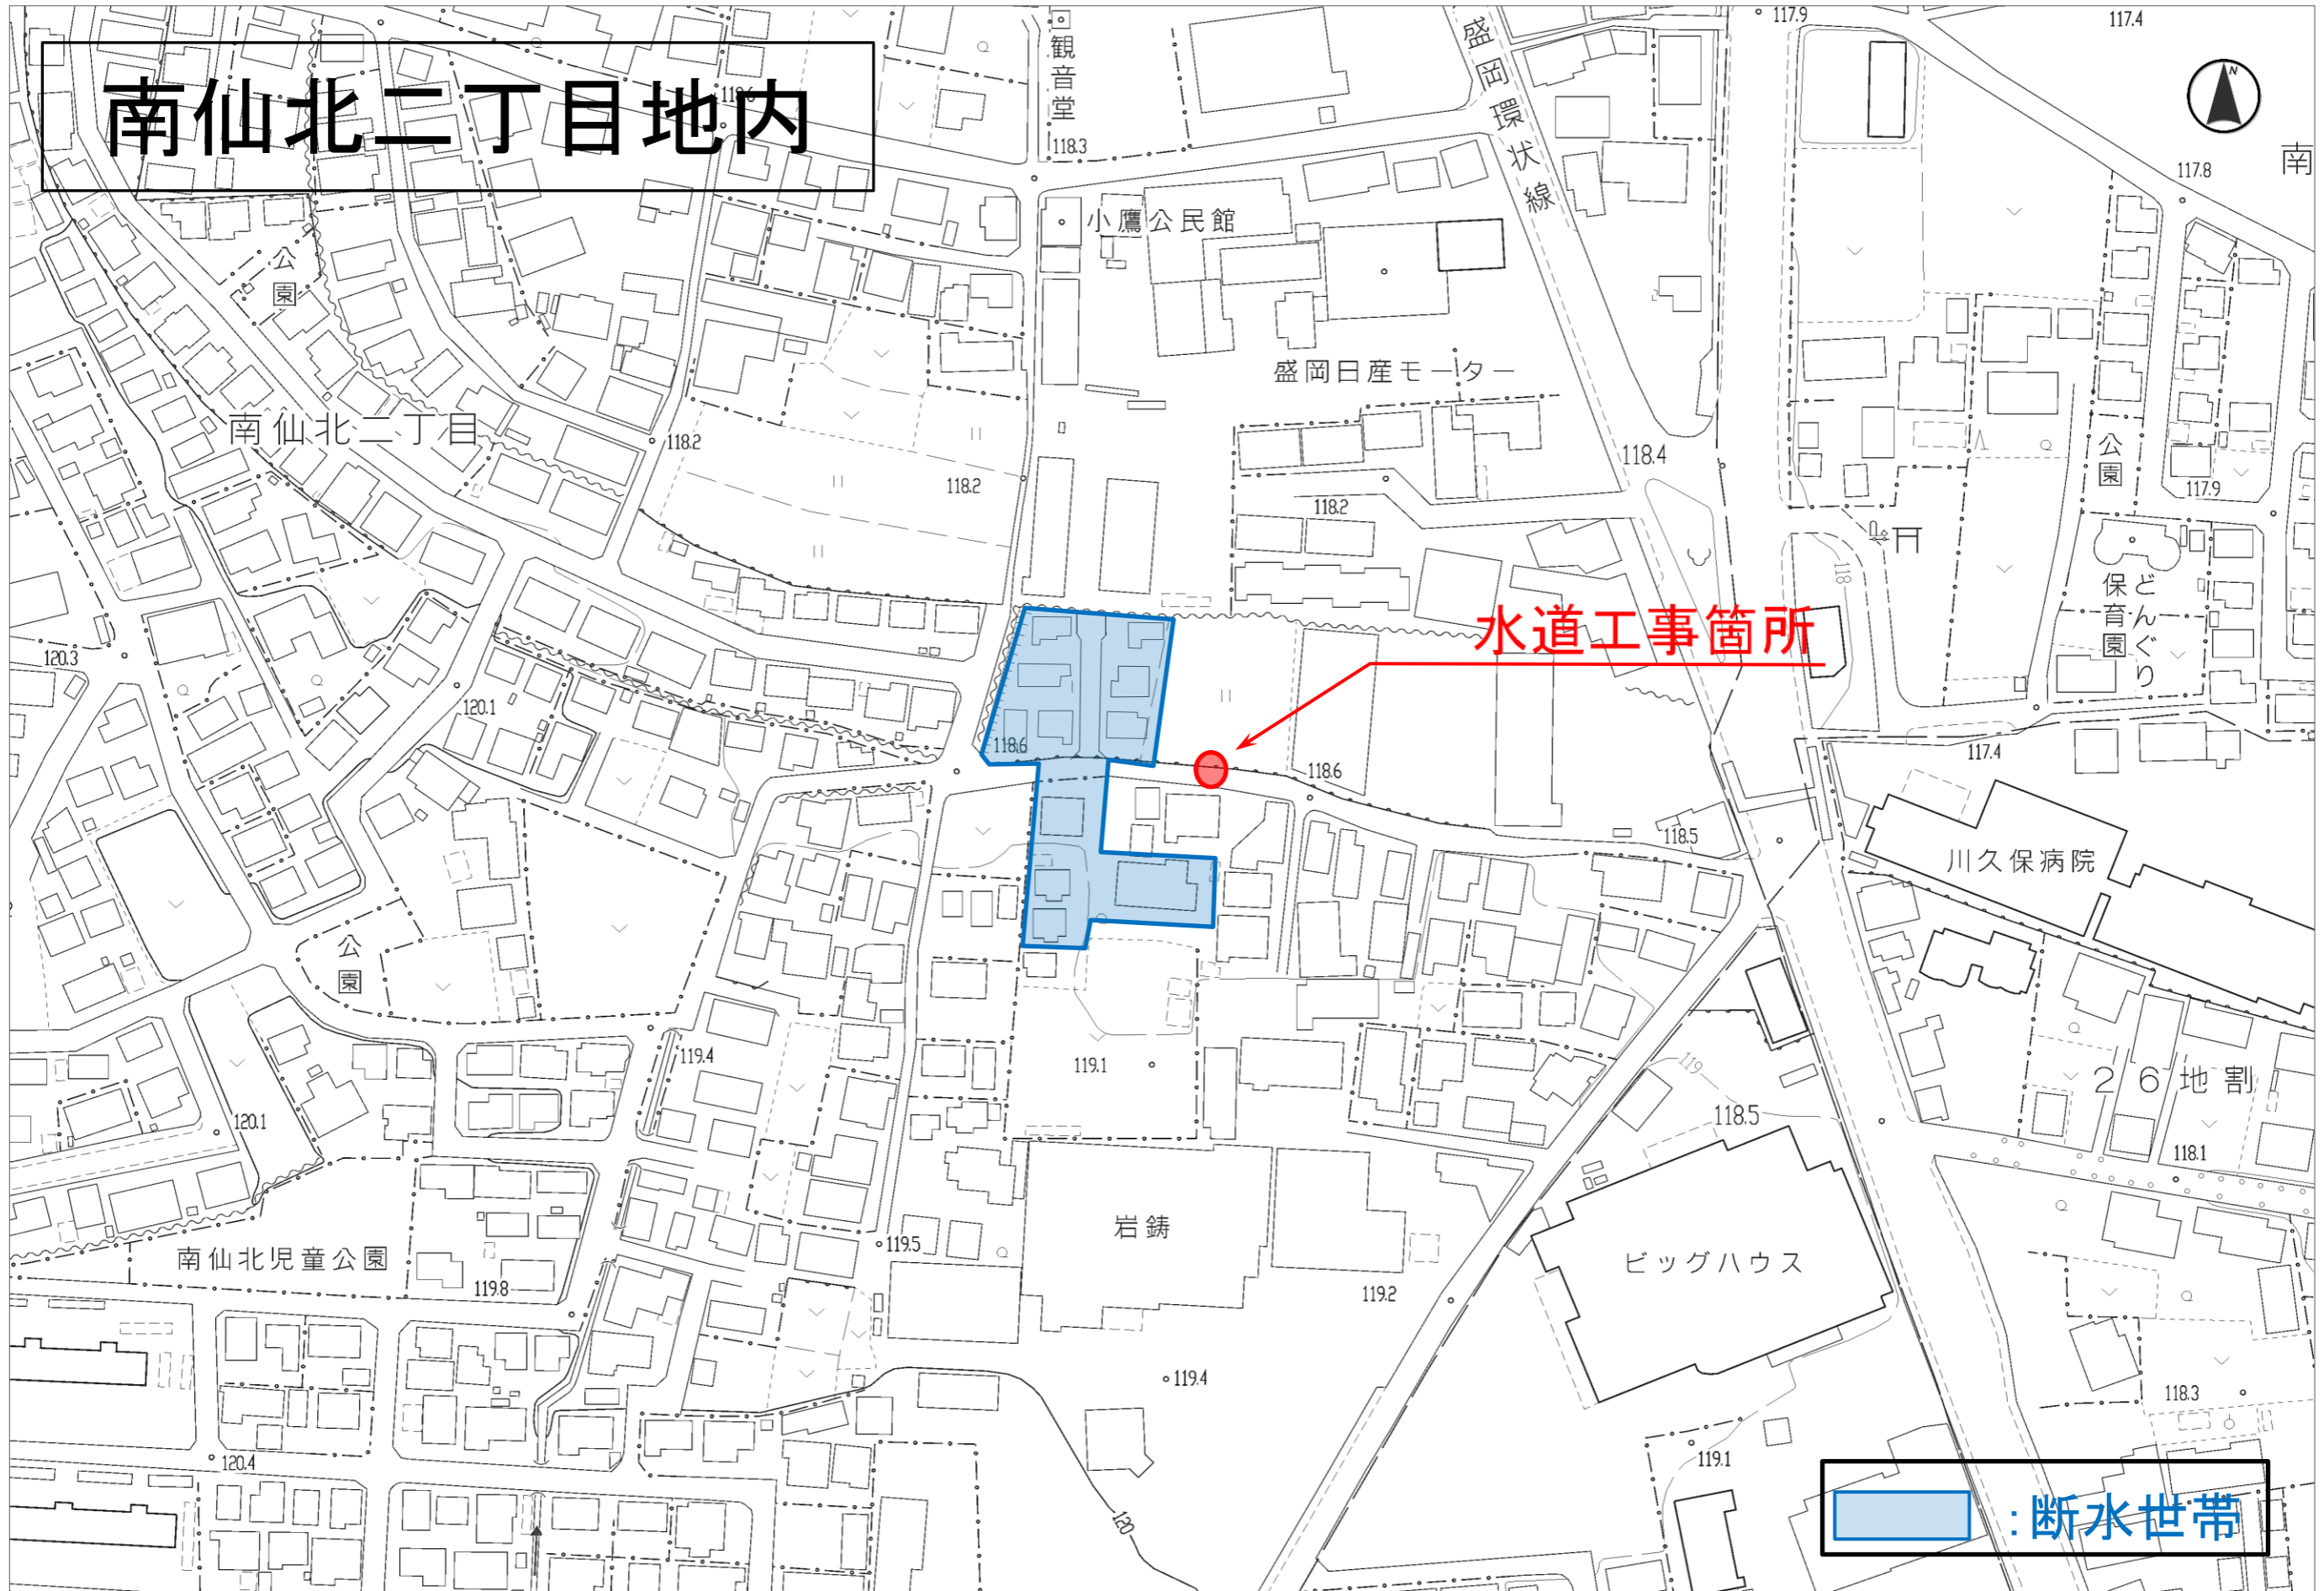 117.9
117.4
観音堂
盛岡環状線
N
南仙北二丁目地内
118.6
118.3
117.8
南
小鷹公民館
公園
盛岡日産モーター
南仙北二丁目
118.2
118.2
118.4
118.2
公園
117.9
118
どんぐり
保育園
水道工事箇所
120.3
120.1
118.6
118.6
117.4
118.5
川久保病院
公園
119.4
119.1
119
118.5
26地割
120.1
118.1
119.5
岩鋳
南仙北児童公園
119.8
ビッグハウス
119.2
119.4
118.3
120.4
119.1
120
:断水世帯